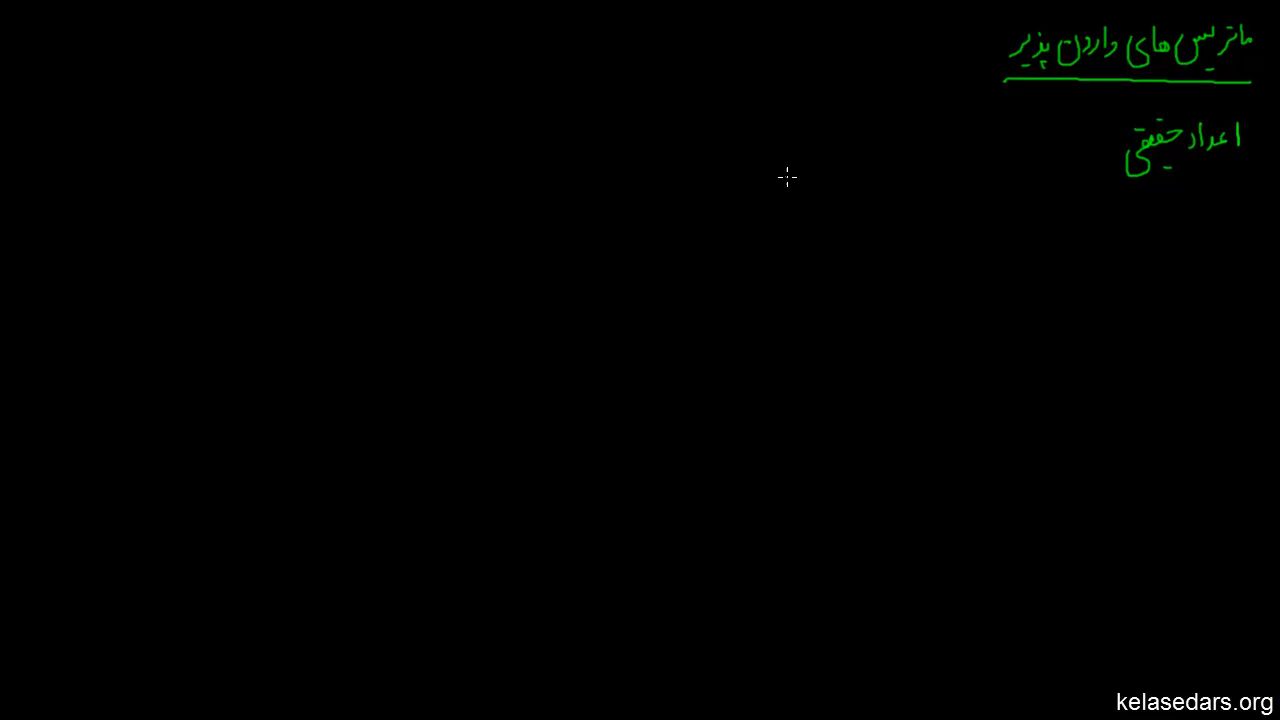 ماتریس های وارون پذیر
اعداد حقیقی
kelasedars.org